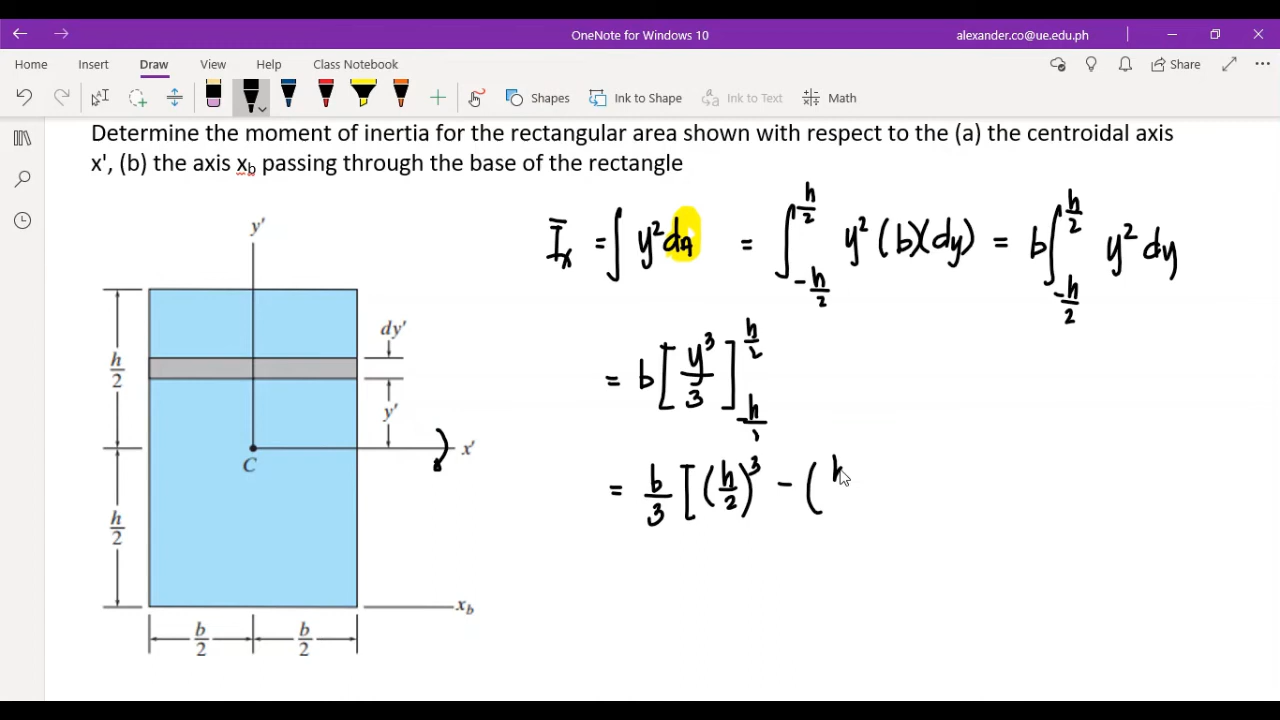 OneNote for Windows 10
alexander.co@ue.edu.ph
Home Insert Draw View Help Class Notebook Share
Shapes Ink to Shape Ink to Text Math
Determine the moment of inertia for the rectangular area shown with respect to the (a) the centroidal axis
x', (b) the axis xb passing through the base of the rectangle
y'
dy'
h/2
y'
x'
C
h/2
xb
b/2 b/2
Īx = ∫ y² dA = ∫_{-h/2}^{h/2} y² (b)(dy) = b ∫_{-h/2}^{h/2} y² dy
= b [y³/3]_{-h/2}^{h/2}
= b/3 [(h/2)³ - (h